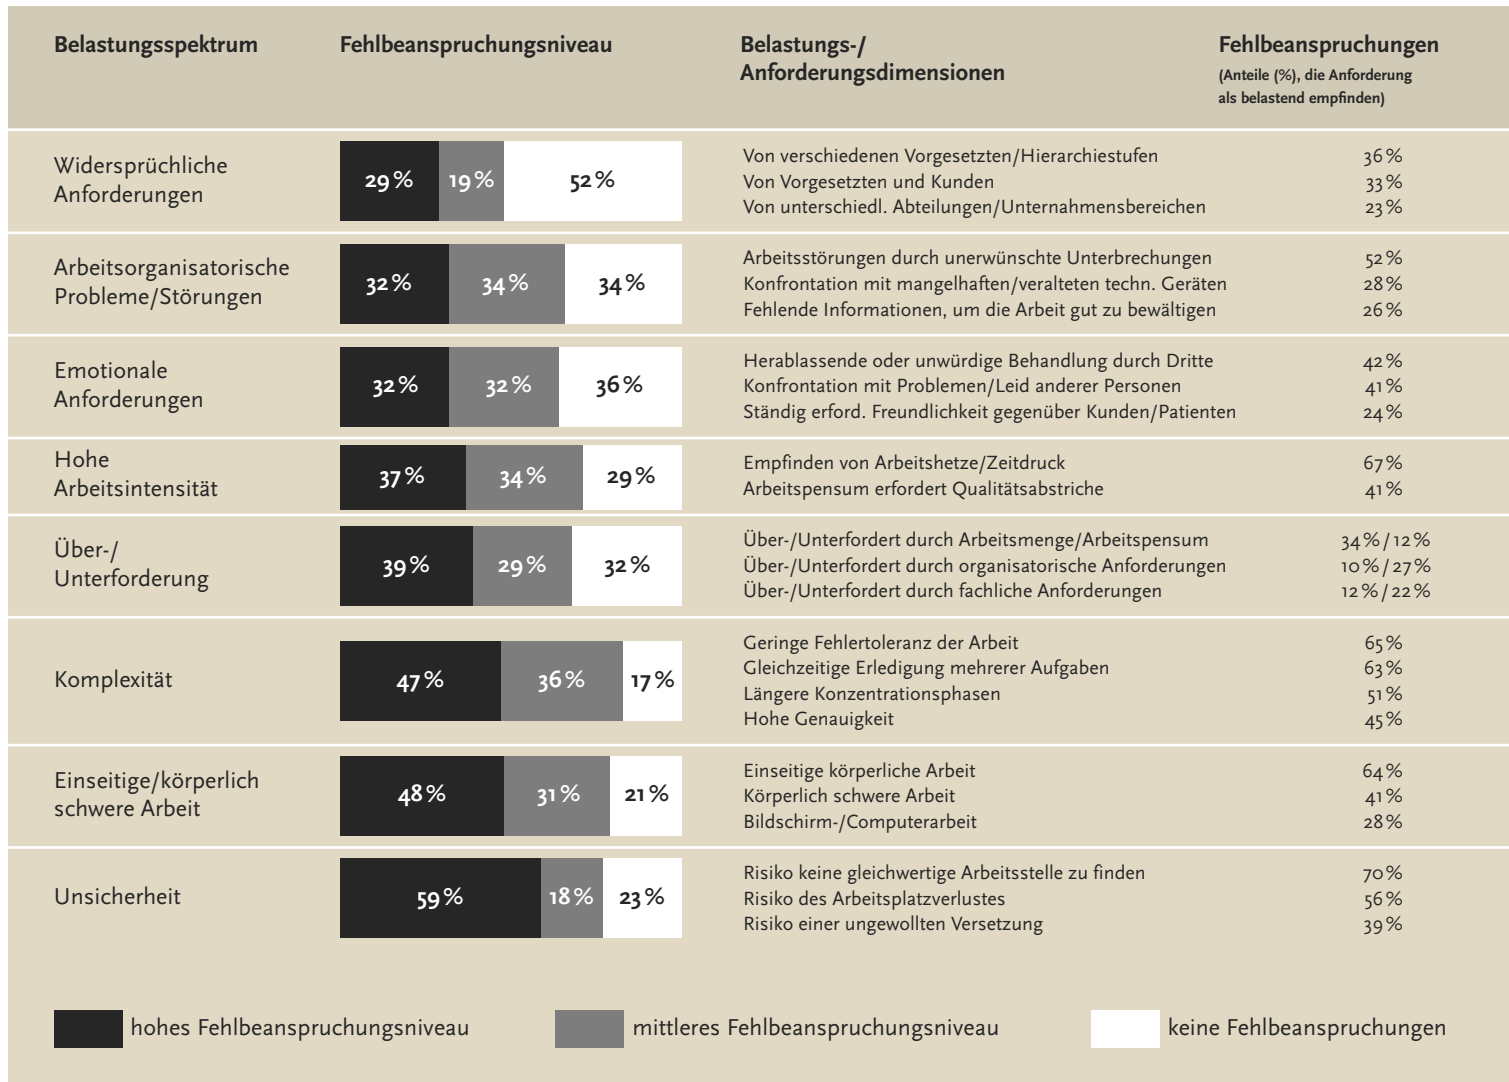 Belastungsspektrum
Fehlbeanspruchungsniveau
Belastungs-/
Anforderungsdimensionen
Fehlbeanspruchungen
(Anteile (%), die Anforderung
als belastend empfinden)
Widersprüchliche
Anforderungen
29 % 19 % 52 %
Von verschiedenen Vorgesetzten/Hierarchiestufen 36 %
Von Vorgesetzten und Kunden 33 %
Von unterschiedl. Abteilungen/Unternahmensbereichen 23 %
Arbeitsorganisatorische
Probleme/Störungen
32 % 34 % 34 %
Arbeitsstörungen durch unerwünschte Unterbrechungen 52 %
Konfrontation mit mangelhaften/veralteten techn. Geräten 28 %
Fehlende Informationen, um die Arbeit gut zu bewältigen 26 %
Emotionale
Anforderungen
32 % 32 % 36 %
Herablassende oder unwürdige Behandlung durch Dritte 42 %
Konfrontation mit Problemen/Leid anderer Personen 41 %
Ständig erford. Freundlichkeit gegenüber Kunden/Patienten 24 %
Hohe
Arbeitsintensität
37 % 34 % 29 %
Empfinden von Arbeitshetze/Zeitdruck 67 %
Arbeitspensum erfordert Qualitätsabstriche 41 %
Über-/
Unterforderung
39 % 29 % 32 %
Über-/Unterfordert durch Arbeitsmenge/Arbeitspensum 34 % / 12 %
Über-/Unterfordert durch organisatorische Anforderungen 10 % / 27 %
Über-/Unterfordert durch fachliche Anforderungen 12 % / 22 %
Komplexität
47 % 36 % 17 %
Geringe Fehlertoleranz der Arbeit 65 %
Gleichzeitige Erledigung mehrerer Aufgaben 63 %
Längere Konzentrationsphasen 51 %
Hohe Genauigkeit 45 %
Einseitige/körperlich
schwere Arbeit
48 % 31 % 21 %
Einseitige körperliche Arbeit 64 %
Körperlich schwere Arbeit 41 %
Bildschirm-/Computerarbeit 28 %
Unsicherheit
59 % 18 % 23 %
Risiko keine gleichwertige Arbeitsstelle zu finden 70 %
Risiko des Arbeitsplatzverlustes 56 %
Risiko einer ungewollten Versetzung 39 %
hohes Fehlbeanspruchungsniveau
mittleres Fehlbeanspruchungsniveau
keine Fehlbeanspruchungen